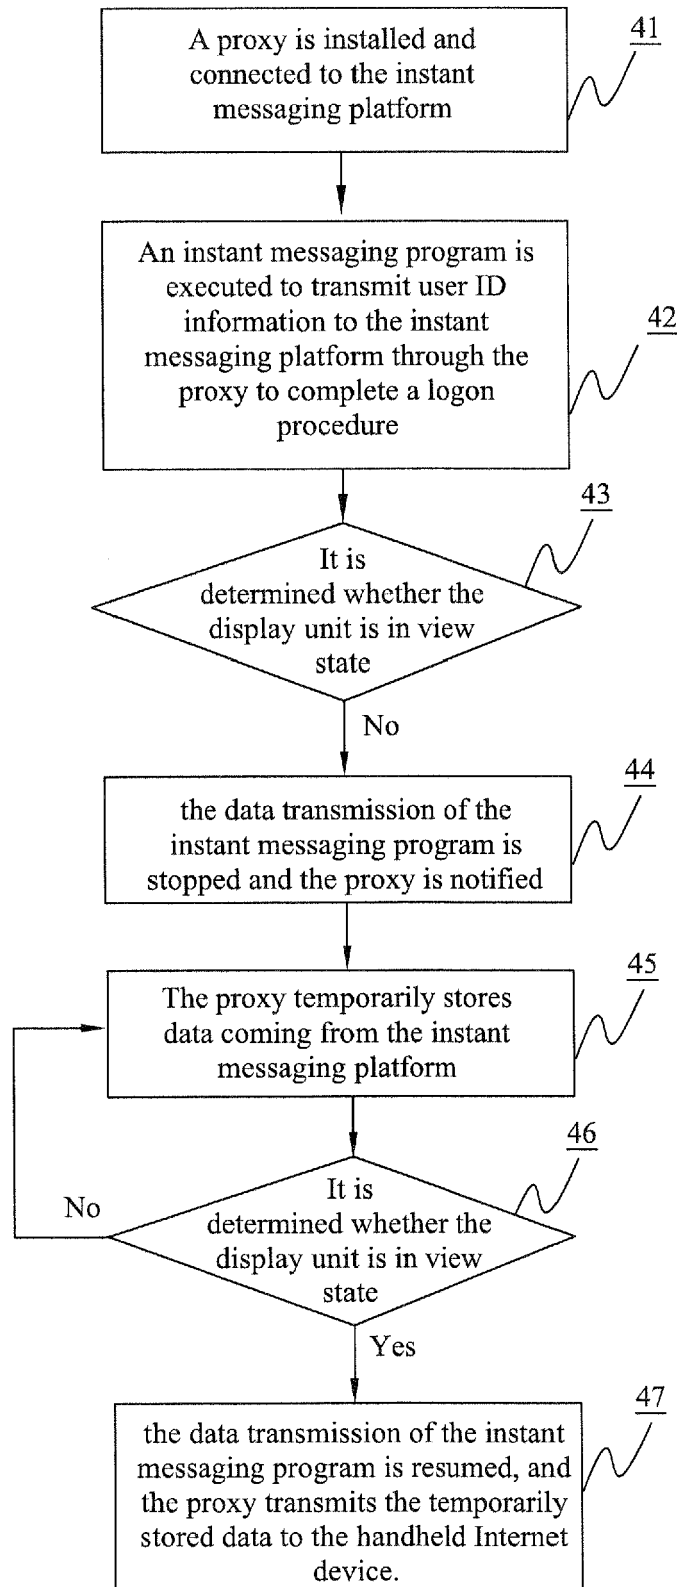 A proxy is installed and
connected to the instant
messaging platform
41
An instant messaging program is
executed to transmit user ID
information to the instant
messaging platform through the
proxy to complete a logon
procedure
42
43
It is
determined whether the
display unit is in view
state
No
the data transmission of the
instant messaging program is
stopped and the proxy is notified
44
The proxy temporarily stores
data coming from the instant
messaging platform
45
46
It is
determined whether the
display unit is in view
state
No
Yes
the data transmission of the instant
messaging program is resumed, and
the proxy transmits the temporarily
stored data to the handheld Internet
device.
47